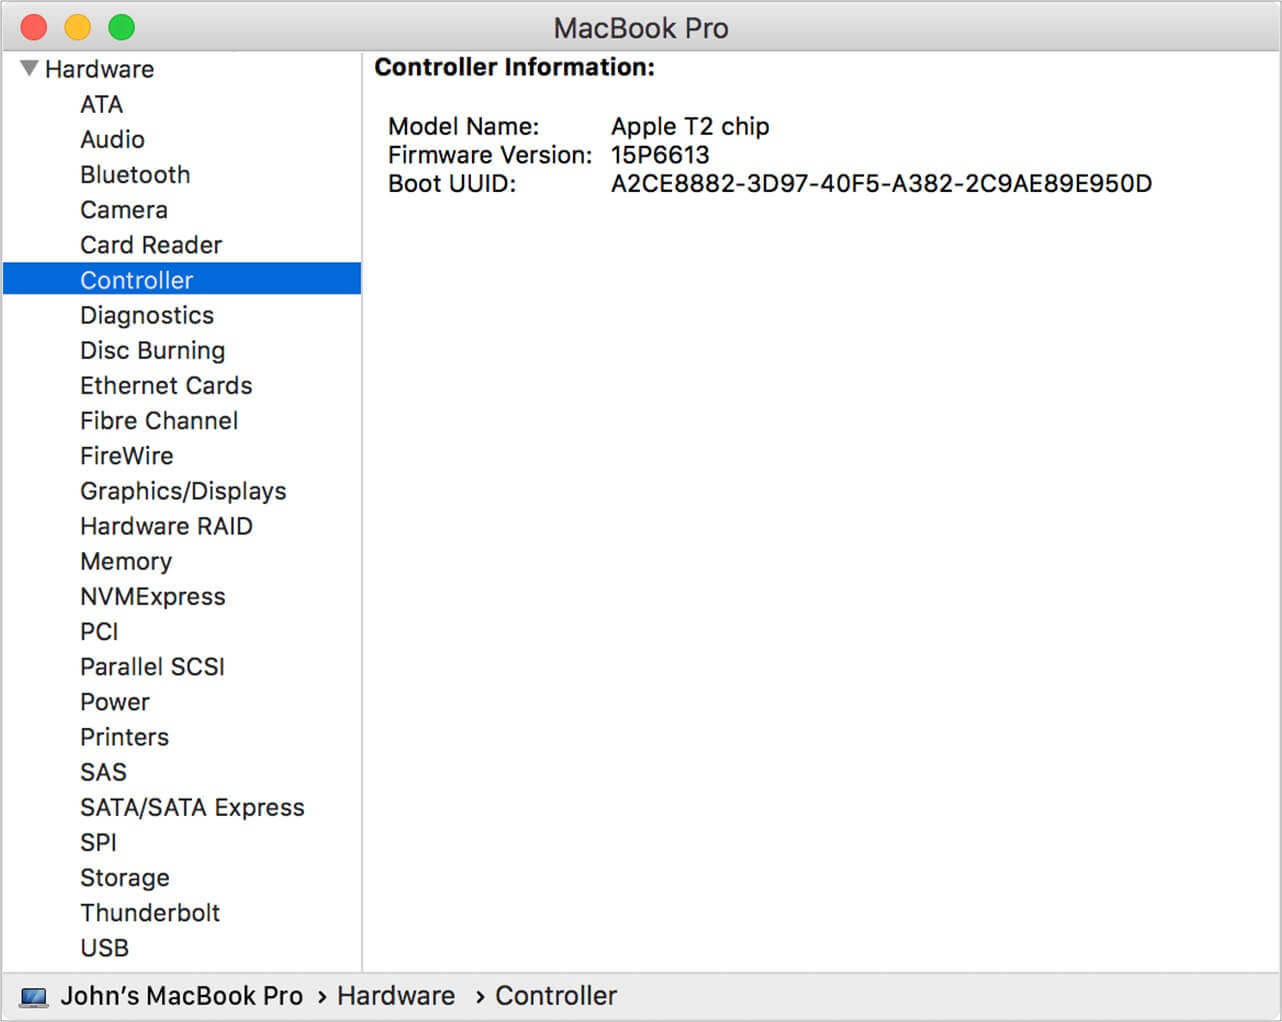 MacBook Pro
Hardware
ATA
Audio
Bluetooth
Camera
Card Reader
Controller
Diagnostics
Disc Burning
Ethernet Cards
Fibre Channel
FireWire
Graphics/Displays
Hardware RAID
Memory
NVMExpress
PCI
Parallel SCSI
Power
Printers
SAS
SATA/SATA Express
SPI
Storage
Thunderbolt
USB
Controller Information:
Model Name: Apple T2 chip
Firmware Version: 15P6613
Boot UUID: A2CE8882-3D97-40F5-A382-2C9AE89E950D
John’s MacBook Pro › Hardware › Controller